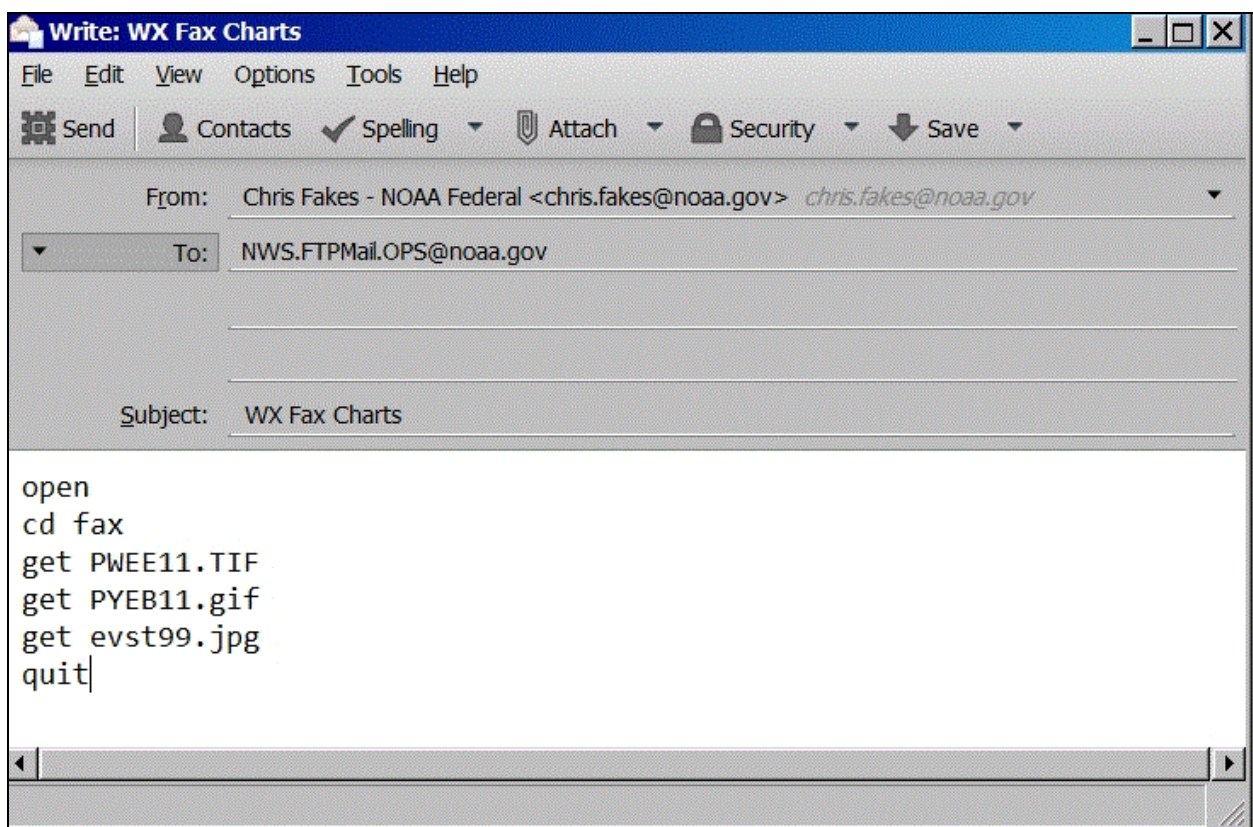 Write: WX Fax Charts
File Edit View Options Tools Help
Send Contacts Spelling Attach Security Save
From: Chris Fakes - NOAA Federal <chris.fakes@noaa.gov> chris.fakes@noaa.gov
To: NWS.FTPMail.OPS@noaa.gov
Subject: WX Fax Charts
open
cd fax
get PWEE11.TIF
get PYEB11.gif
get evst99.jpg
quit